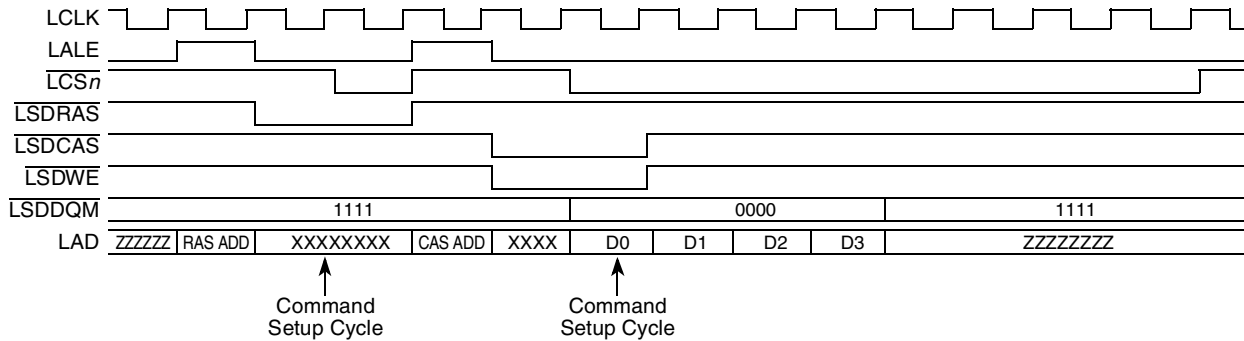 LCLK
LALE
LCSn
LSDRAS
LSDCAS
LSDWE
LSDDQM 1111 0000 1111
LAD ZZZZZZ RAS ADD XXXXXXXX CAS ADD XXXX D0 D1 D2 D3 ZZZZZZZZ
Command Command
Setup Cycle Setup Cycle